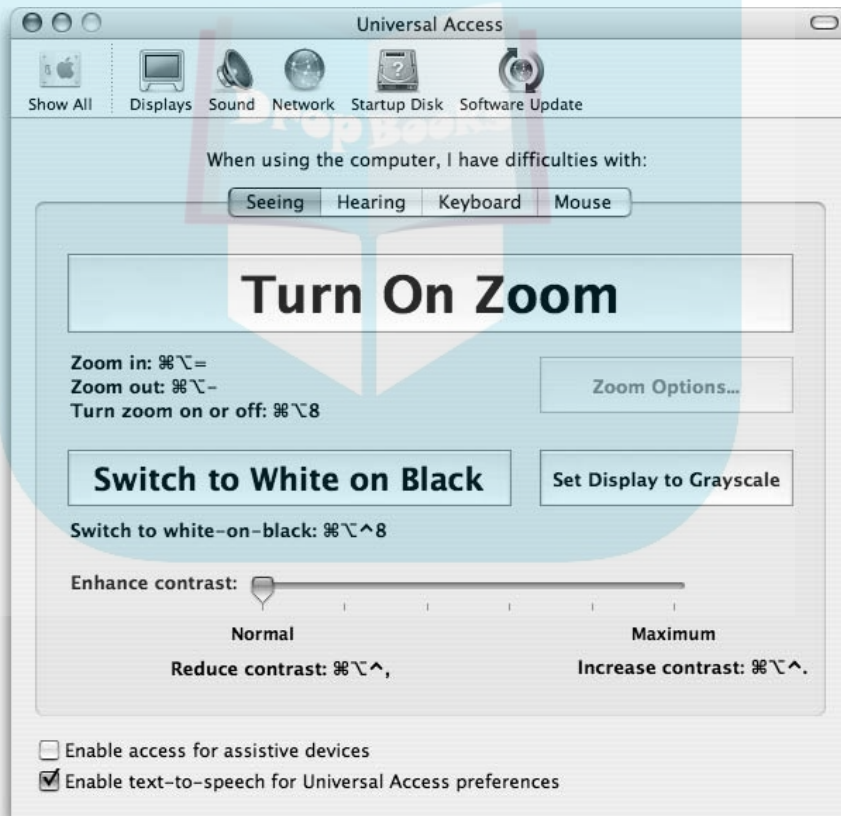 Universal Access
Show All Displays Sound Network Startup Disk Software Update
Drop Books
When using the computer, I have difficulties with:
Seeing Hearing Keyboard Mouse
Turn On Zoom
Zoom in: ⌘⌥=
Zoom out: ⌘⌥-
Turn zoom on or off: ⌘⌥8
Zoom Options...
Switch to White on Black
Set Display to Grayscale
Switch to white-on-black: ⌘⌥^8
Enhance contrast:
Normal Maximum
Reduce contrast: ⌘⌥^, Increase contrast: ⌘⌥^.
Enable access for assistive devices
Enable text-to-speech for Universal Access preferences